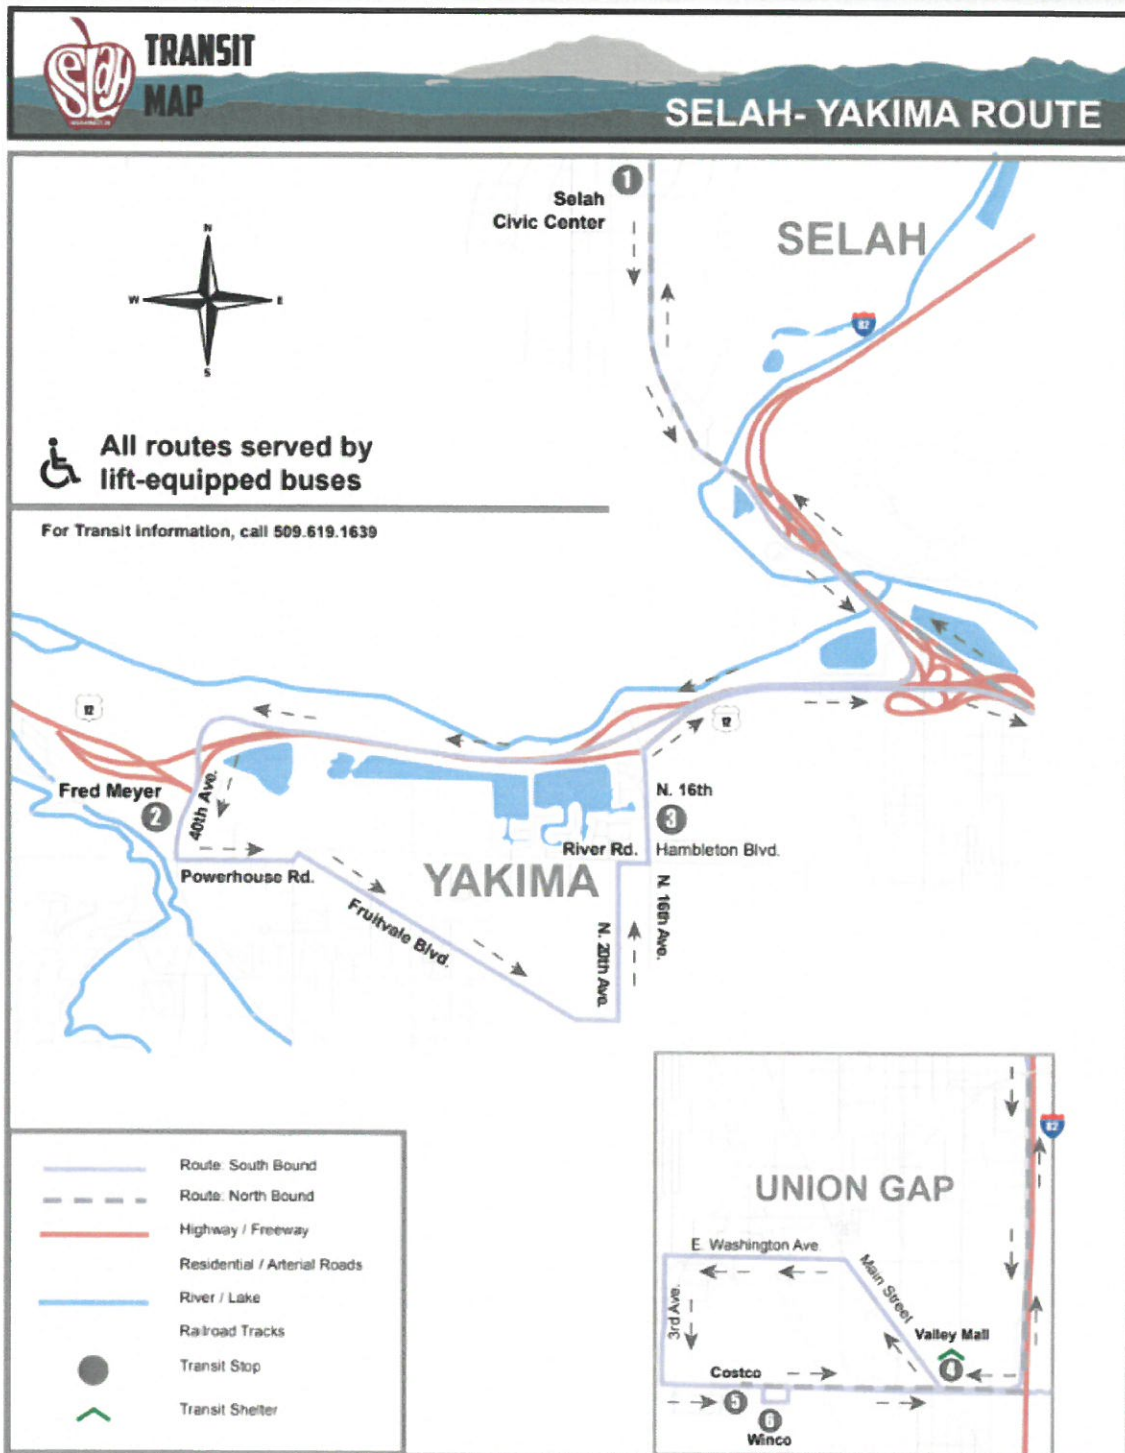 SELAH
WASHINGTON
TRANSIT
MAP
SELAH- YAKIMA ROUTE
1
Selah
Civic Center
SELAH
N
W
E
S
82
All routes served by
lift-equipped buses
For Transit information, call 509.619.1639
12
12
Fred Meyer
2
40th Ave.
N. 16th
3
River Rd.
Hambleton Blvd.
Powerhouse Rd.
YAKIMA
Fruitvale Blvd.
N. 20th Ave.
N. 16th Ave.
82
UNION GAP
E. Washington Ave.
Main Street
3rd Ave.
Valley Mall
4
Costco
5
6
Winco
Route: South Bound
Route: North Bound
Highway / Freeway
Residential / Arterial Roads
River / Lake
Railroad Tracks
Transit Stop
Transit Shelter